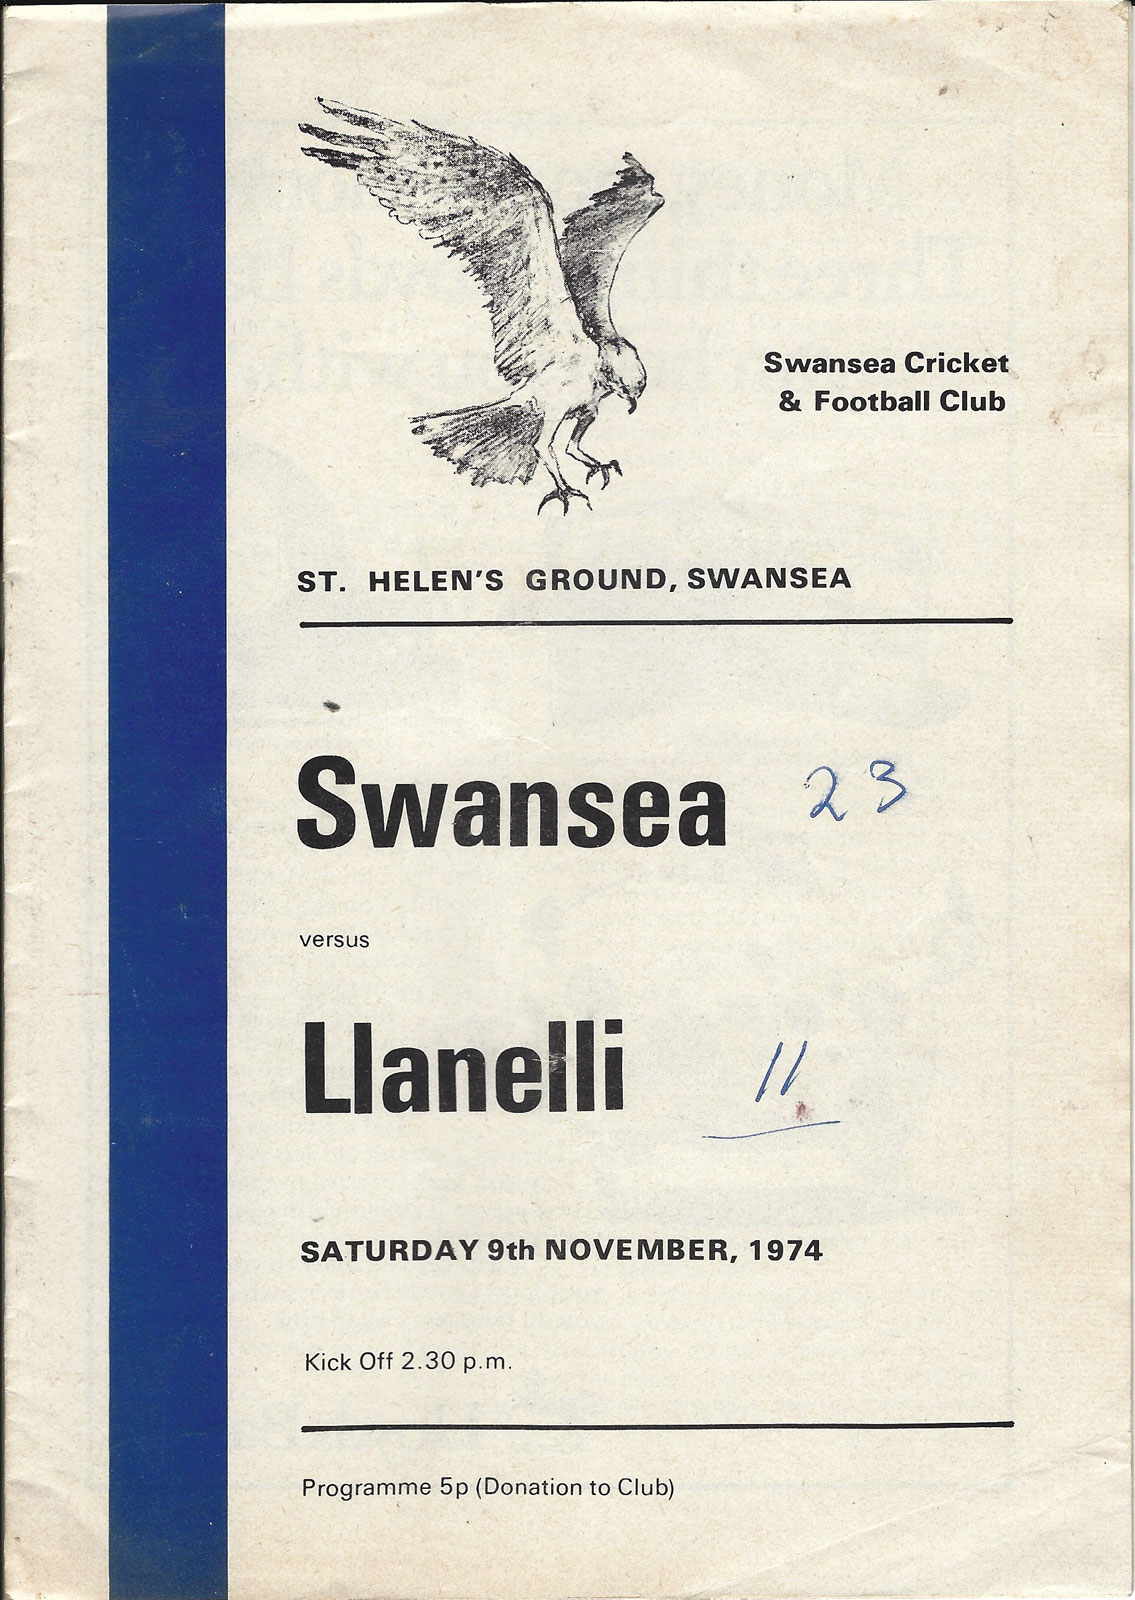 Swansea Cricket
& Football Club
ST. HELEN'S GROUND, SWANSEA
Swansea 23
versus
Llanelli 11
SATURDAY 9th NOVEMBER, 1974
Kick Off 2.30 p.m.
Programme 5p (Donation to Club)